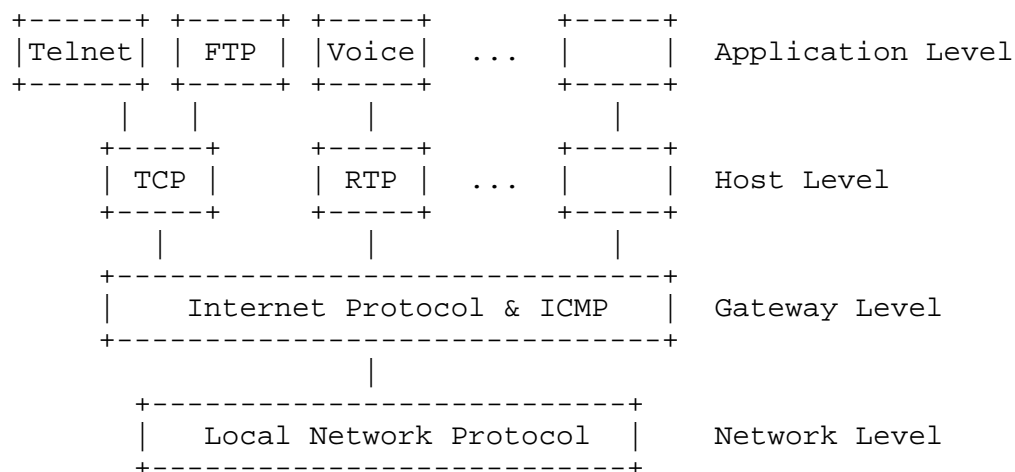 Telnet FTP Voice ... Application Level
TCP RTP ... Host Level
Internet Protocol & ICMP Gateway Level
Local Network Protocol Network Level